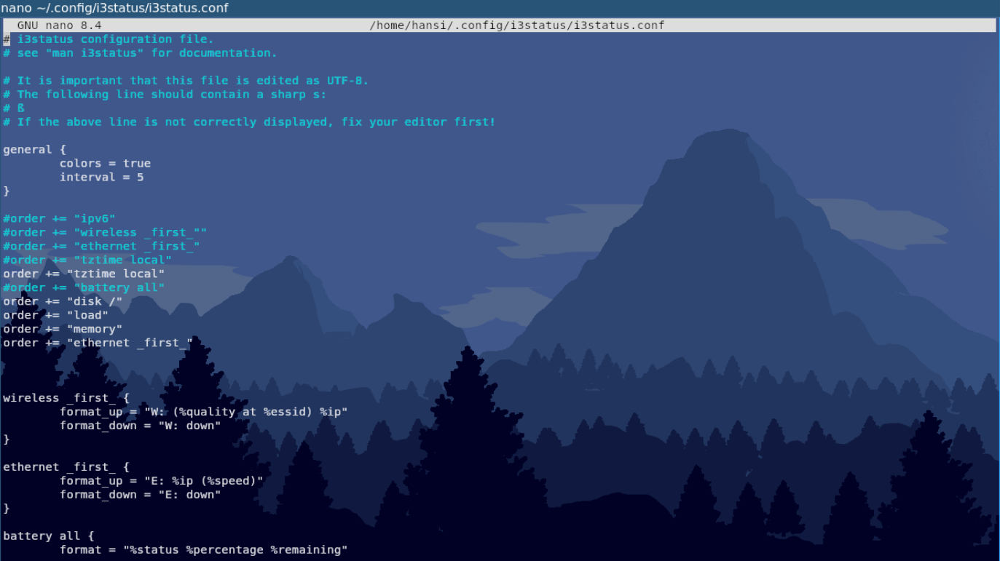 nano ~/.config/i3status/i3status.conf
GNU nano 8.4 /home/hansi/.config/i3status/i3status.conf
# i3status configuration file.
# see "man i3status" for documentation.
# It is important that this file is edited as UTF-8.
# The following line should contain a sharp s:
# ß
# If the above line is not correctly displayed, fix your editor first!
general {
colors = true
interval = 5
}
#order += "ipv6"
#order += "wireless _first_""
#order += "ethernet _first_"
#order += "tztime local"
order += "tztime local"
#order += "battery all"
order += "disk /"
order += "load"
order += "memory"
order += "ethernet _first_"
wireless _first_ {
format_up = "W: (%quality at %essid) %ip"
format_down = "W: down"
}
ethernet _first_ {
format_up = "E: %ip (%speed)"
format_down = "E: down"
}
battery all {
format = "%status %percentage %remaining"